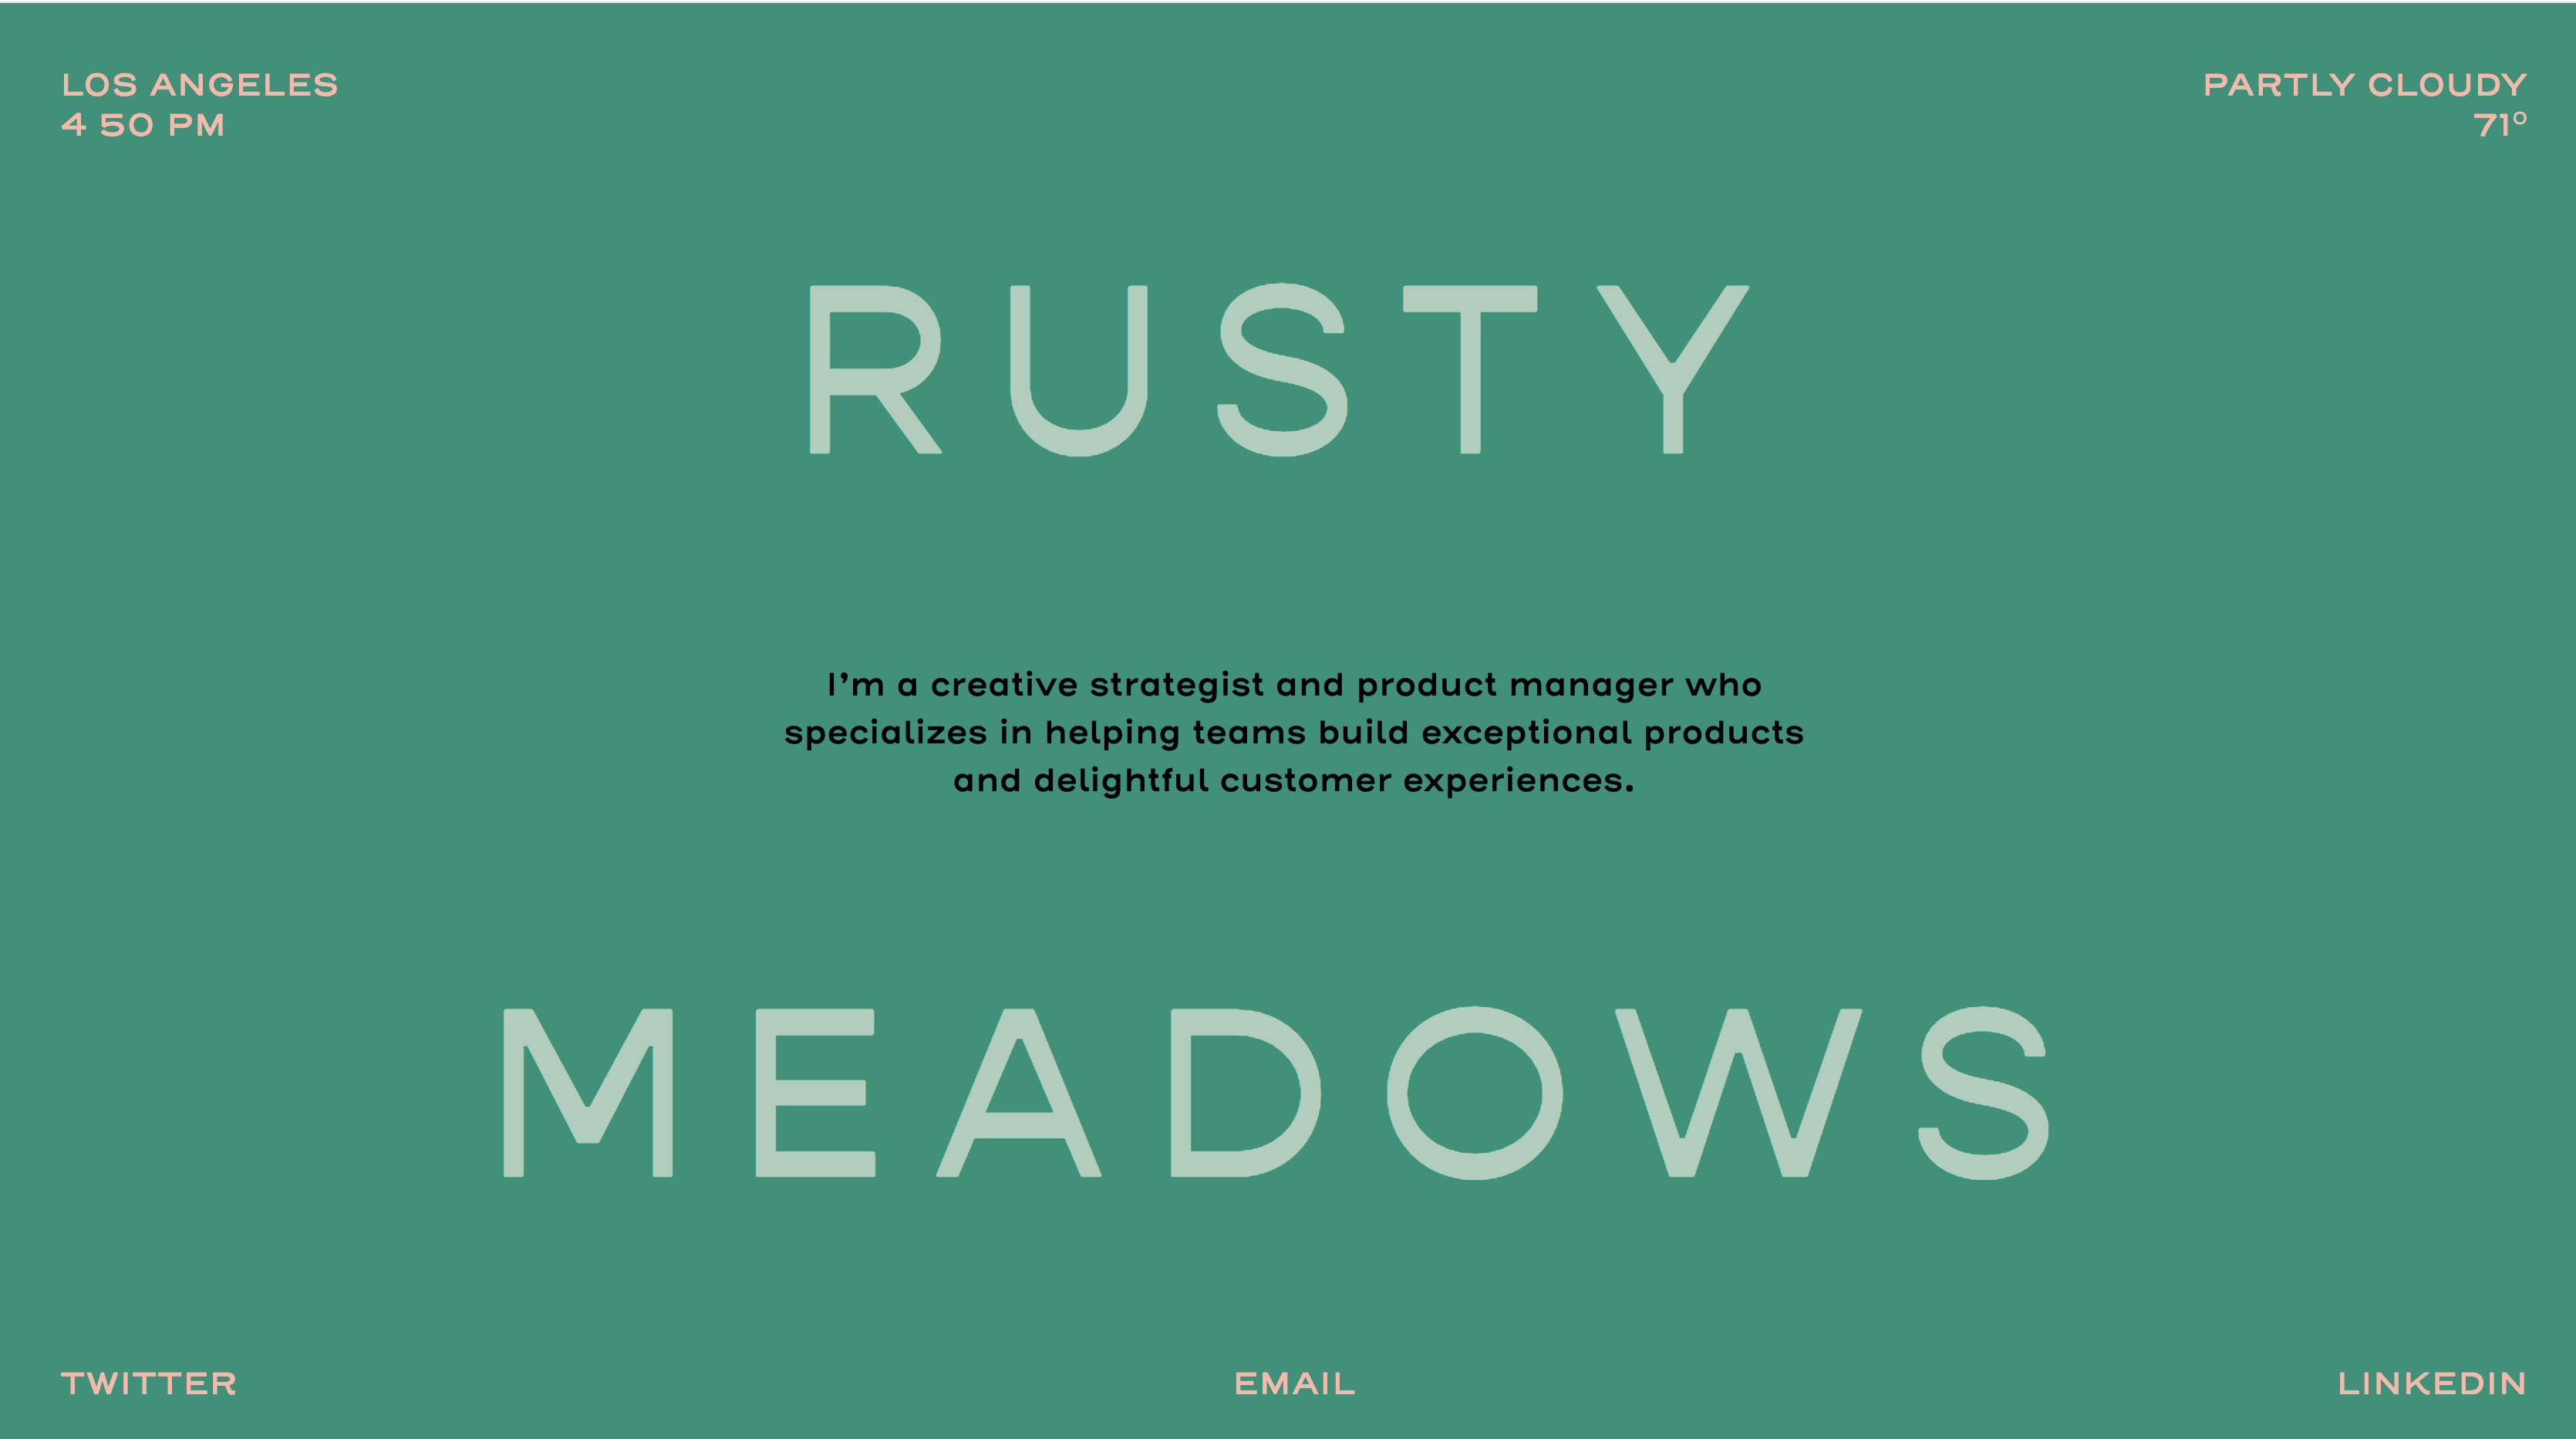 LOS ANGELES
4 50 PM
PARTLY CLOUDY
71°
RUSTY
I’m a creative strategist and product manager who
specializes in helping teams build exceptional products
and delightful customer experiences.
MEADOWS
TWITTER
EMAIL
LINKEDIN